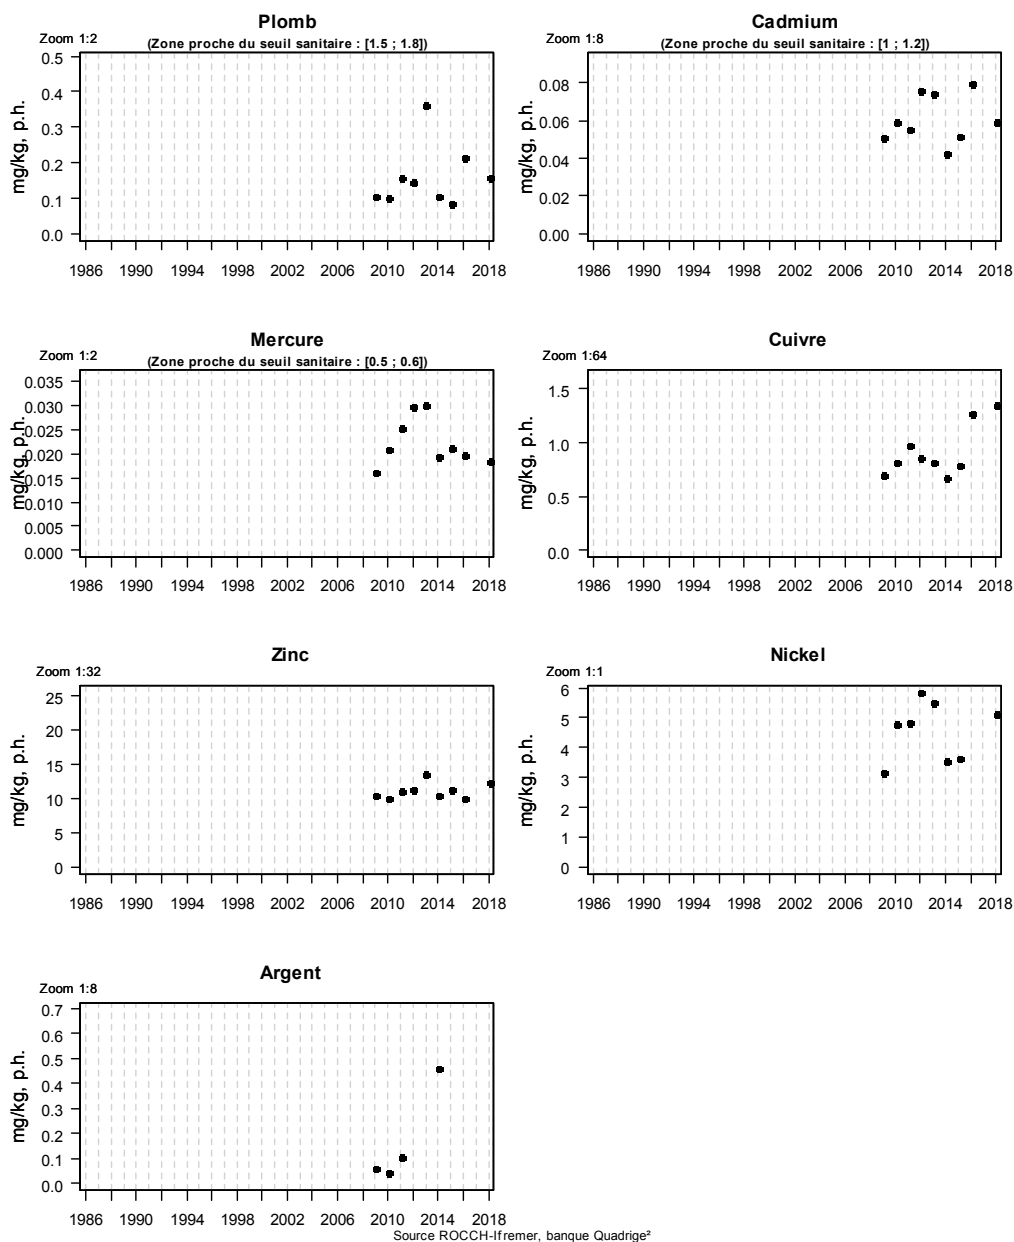 Plomb
Zoom 1:2
(Zone proche du seuil sanitaire : [1.5 ; 1.8])
mg/kg, p.h.
0.5
0.4
0.3
0.2
0.1
0.0
1986 1990 1994 1998 2002 2006 2010 2014 2018
Cadmium
Zoom 1:8
(Zone proche du seuil sanitaire : [1 ; 1.2])
mg/kg, p.h.
0.08
0.06
0.04
0.02
0.00
1986 1990 1994 1998 2002 2006 2010 2014 2018
Mercure
Zoom 1:2
(Zone proche du seuil sanitaire : [0.5 ; 0.6])
mg/kg, p.h.
0.035
0.030
0.025
0.020
0.015
0.010
0.005
0.000
1986 1990 1994 1998 2002 2006 2010 2014 2018
Cuivre
Zoom 1:64
mg/kg, p.h.
1.5
1.0
0.5
0.0
1986 1990 1994 1998 2002 2006 2010 2014 2018
Zinc
Zoom 1:32
mg/kg, p.h.
25
20
15
10
5
0
1986 1990 1994 1998 2002 2006 2010 2014 2018
Nickel
Zoom 1:1
mg/kg, p.h.
6
5
4
3
2
1
0
1986 1990 1994 1998 2002 2006 2010 2014 2018
Argent
Zoom 1:8
mg/kg, p.h.
0.7
0.6
0.5
0.4
0.3
0.2
0.1
0.0
1986 1990 1994 1998 2002 2006 2010 2014 2018
Source ROCCH-Ifremer, banque Quadrige²